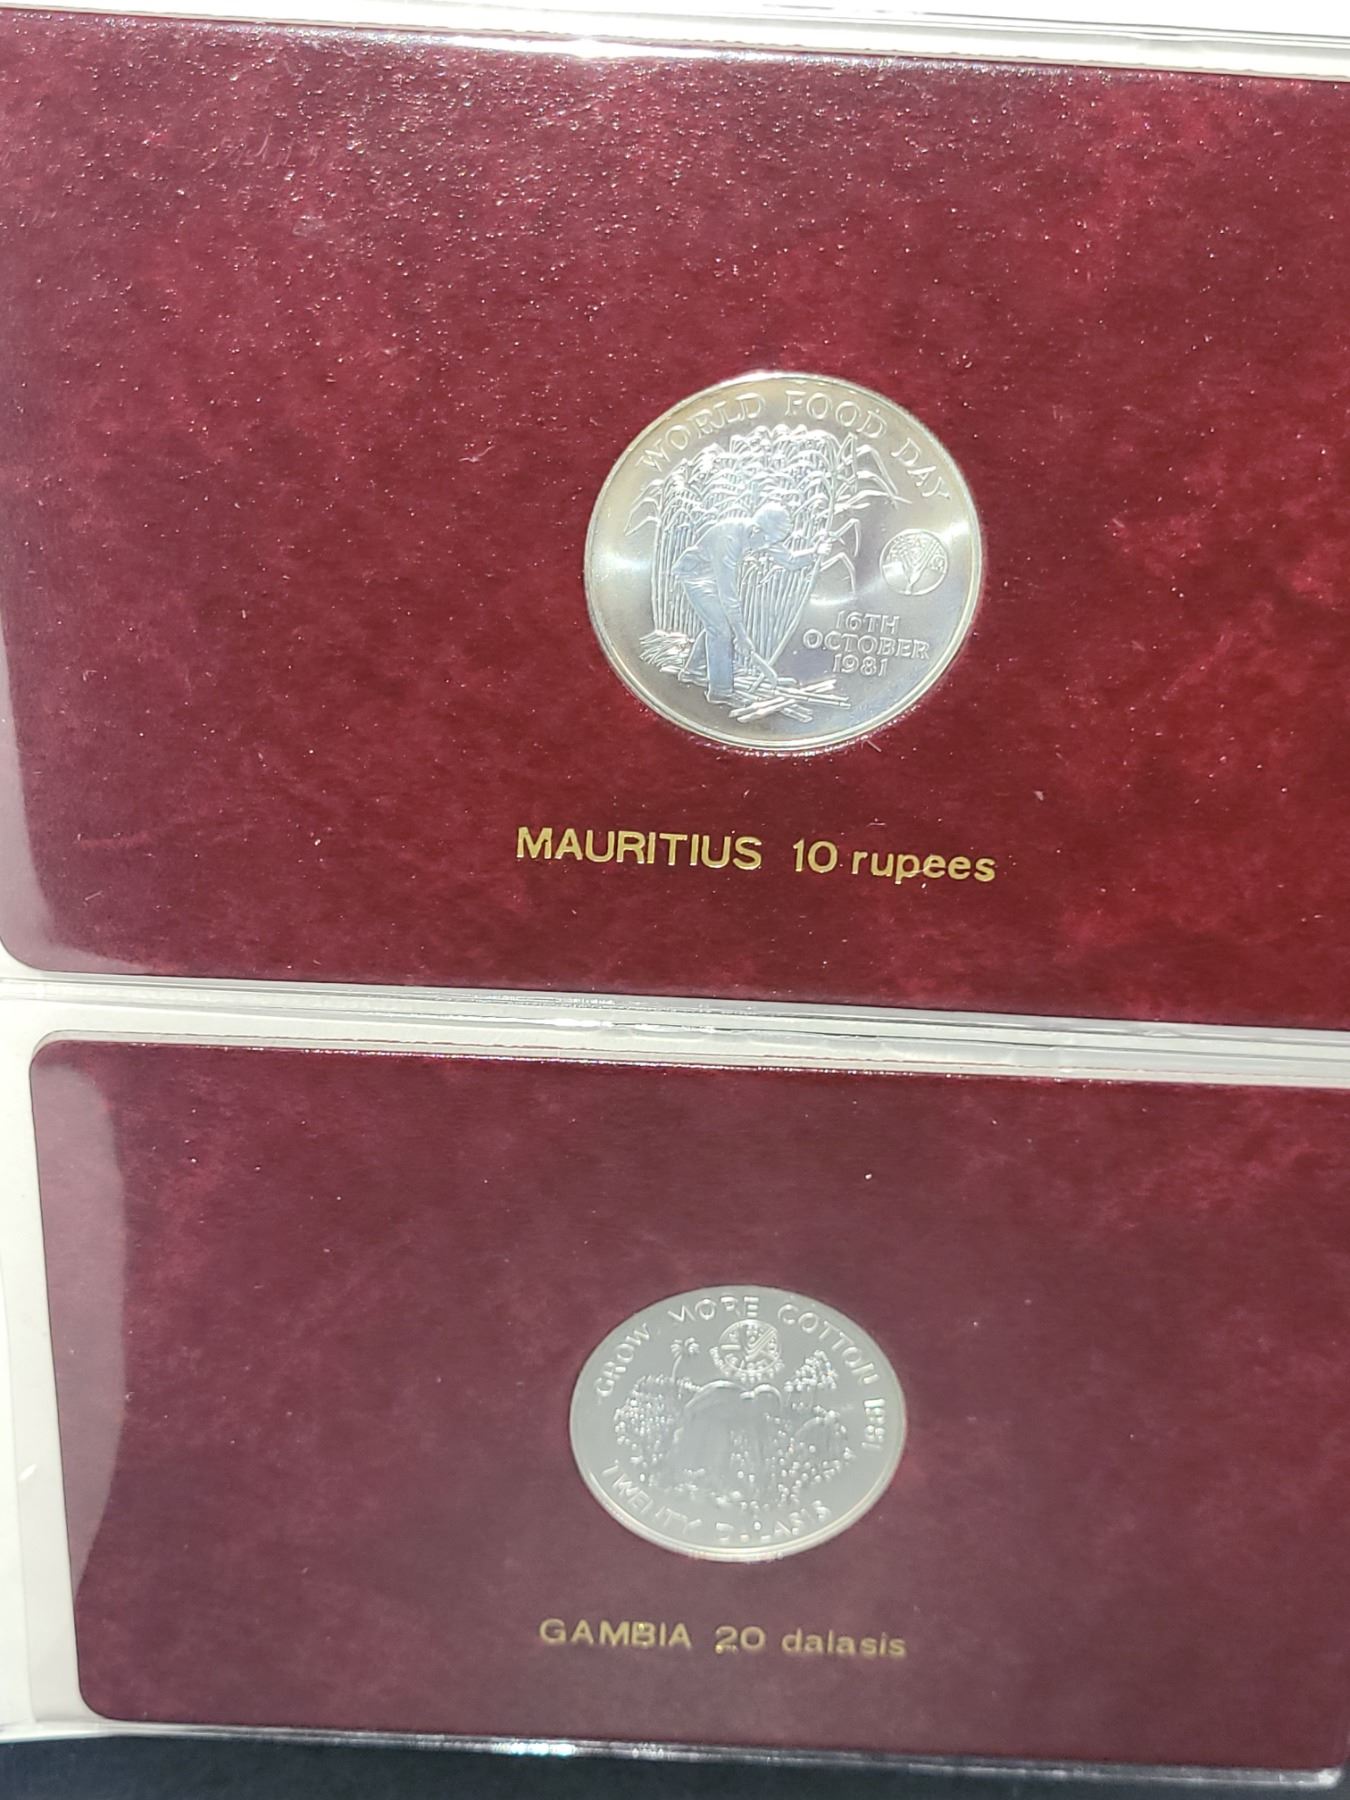 WORLD FOOD DAY
16TH
OCTOBER
1981
MAURITIUS 10 rupees
GROW MORE COTTON 1981
TWENTY DALASIS
GAMBIA 20 dalasis